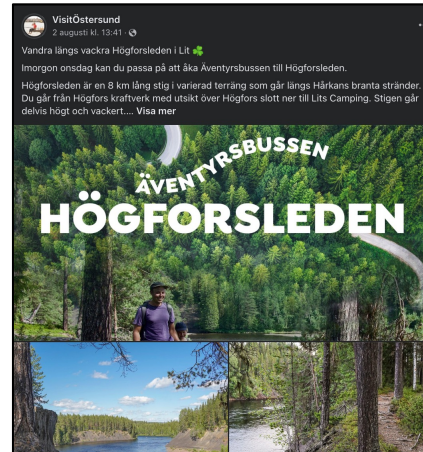 VisitÖstersund
2 augusti kl. 13:41 ·
Vandra längs vackra Högforsleden i Lit
Imorgon onsdag kan du passa på att åka Äventyrsbussen till Högforsleden.
Högforsleden är en 8 km lång stig i varierad terräng som går längs Hårkans branta stränder.
Du går från Högfors kraftverk med utsikt över Högfors slott ner till Lits Camping. Stigen går
delvis högt och vackert.... Visa mer
ÄVENTYRSBUSSEN
HÖGFORSLEDEN